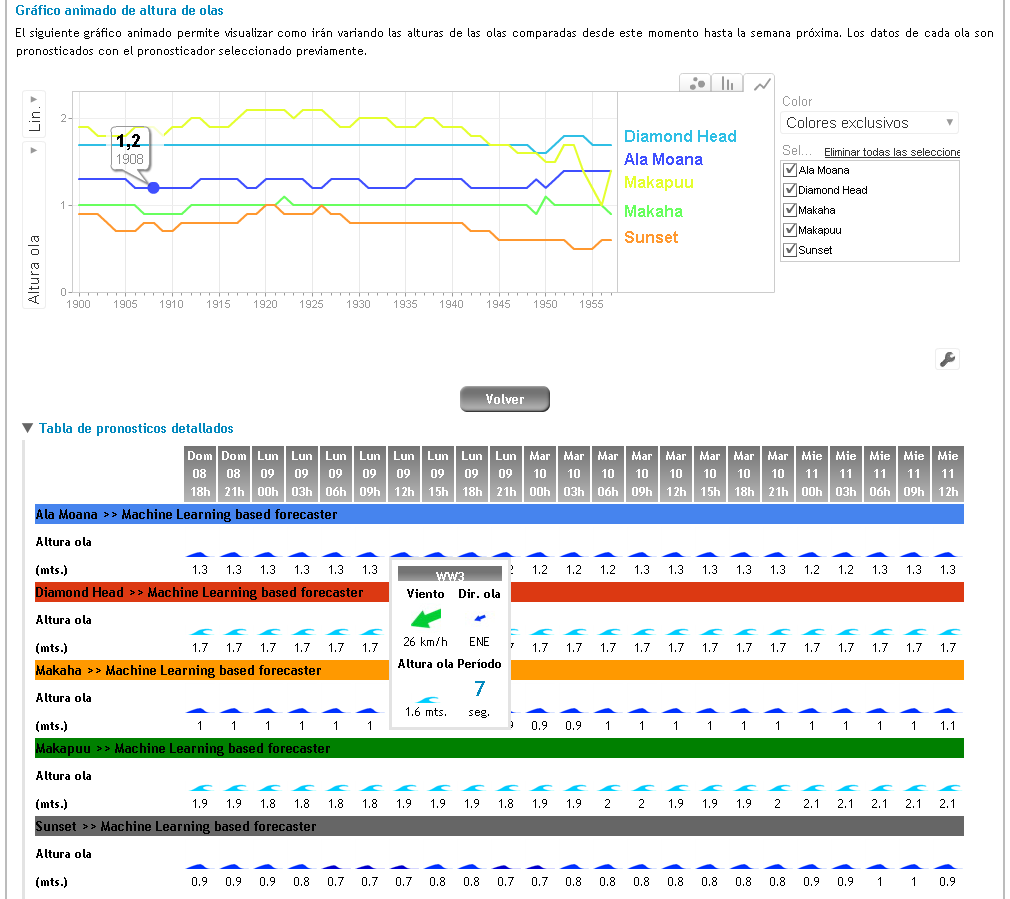 Gráfico animado de altura de olas
El siguiente gráfico animado permite visualizar como irán variando las alturas de las olas comparadas desde este momento hasta la semana próxima. Los datos de cada ola son
pronosticados con el pronosticador seleccionado previamente.
Lin.
Altura ola
2
1
0
1,2
1908
1900 1905 1910 1915 1920 1925 1930 1935 1940 1945 1950 1955
Diamond Head
Ala Moana
Makapuu
Makaha
Sunset
Color
Colores exclusivos
Sel... Eliminar todas las seleccione
Ala Moana
Diamond Head
Makaha
Makapuu
Sunset
Volver
Tabla de pronosticos detallados
Dom Dom Lun Lun Lun Lun Lun Lun Lun Lun Mar Mar Mar Mar Mar Mar Mar Mar Mie Mie Mie Mie Mie
08 08 09 09 09 09 09 09 09 09 10 10 10 10 10 10 10 10 11 11 11 11 11
18h 21h 00h 03h 06h 09h 12h 15h 18h 21h 00h 03h 06h 09h 12h 15h 18h 21h 00h 03h 06h 09h 12h
Ala Moana >> Machine Learning based forecaster
Altura ola
(mts.) 1.3 1.3 1.3 1.3 1.3 1.3 1.2 1.2 1.2 1.3 1.3 1.3 1.3 1.3 1.2 1.2 1.3 1.3
Diamond Head >> Machine Learning based forecaster
Altura ola
(mts.) 1.7 1.7 1.7 1.7 1.7 1.7 1.7 1.7 1.7 1.7 1.7 1.7 1.7 1.7 1.7 1.7 1.7 1.7 1.7
Makaha >> Machine Learning based forecaster
Altura ola
(mts.) 1 1 1 1 1 1 0.9 0.9 1 1 1 1 1 1 1 1 1 1 1.1
WW3
Viento Dir. ola
26 km/h ENE
Altura ola Período
7
1.6 mts. seg.
Makapuu >> Machine Learning based forecaster
Altura ola
(mts.) 1.9 1.9 1.8 1.8 1.8 1.8 1.9 1.9 1.9 1.8 1.9 1.9 2 2 1.9 1.9 1.9 2 2.1 2.1 2.1 2.1 2.1
Sunset >> Machine Learning based forecaster
Altura ola
(mts.) 0.9 0.9 0.9 0.8 0.7 0.7 0.7 0.8 0.8 0.7 0.7 0.8 0.8 0.8 0.8 0.8 0.8 0.8 0.9 0.9 1 1 0.9